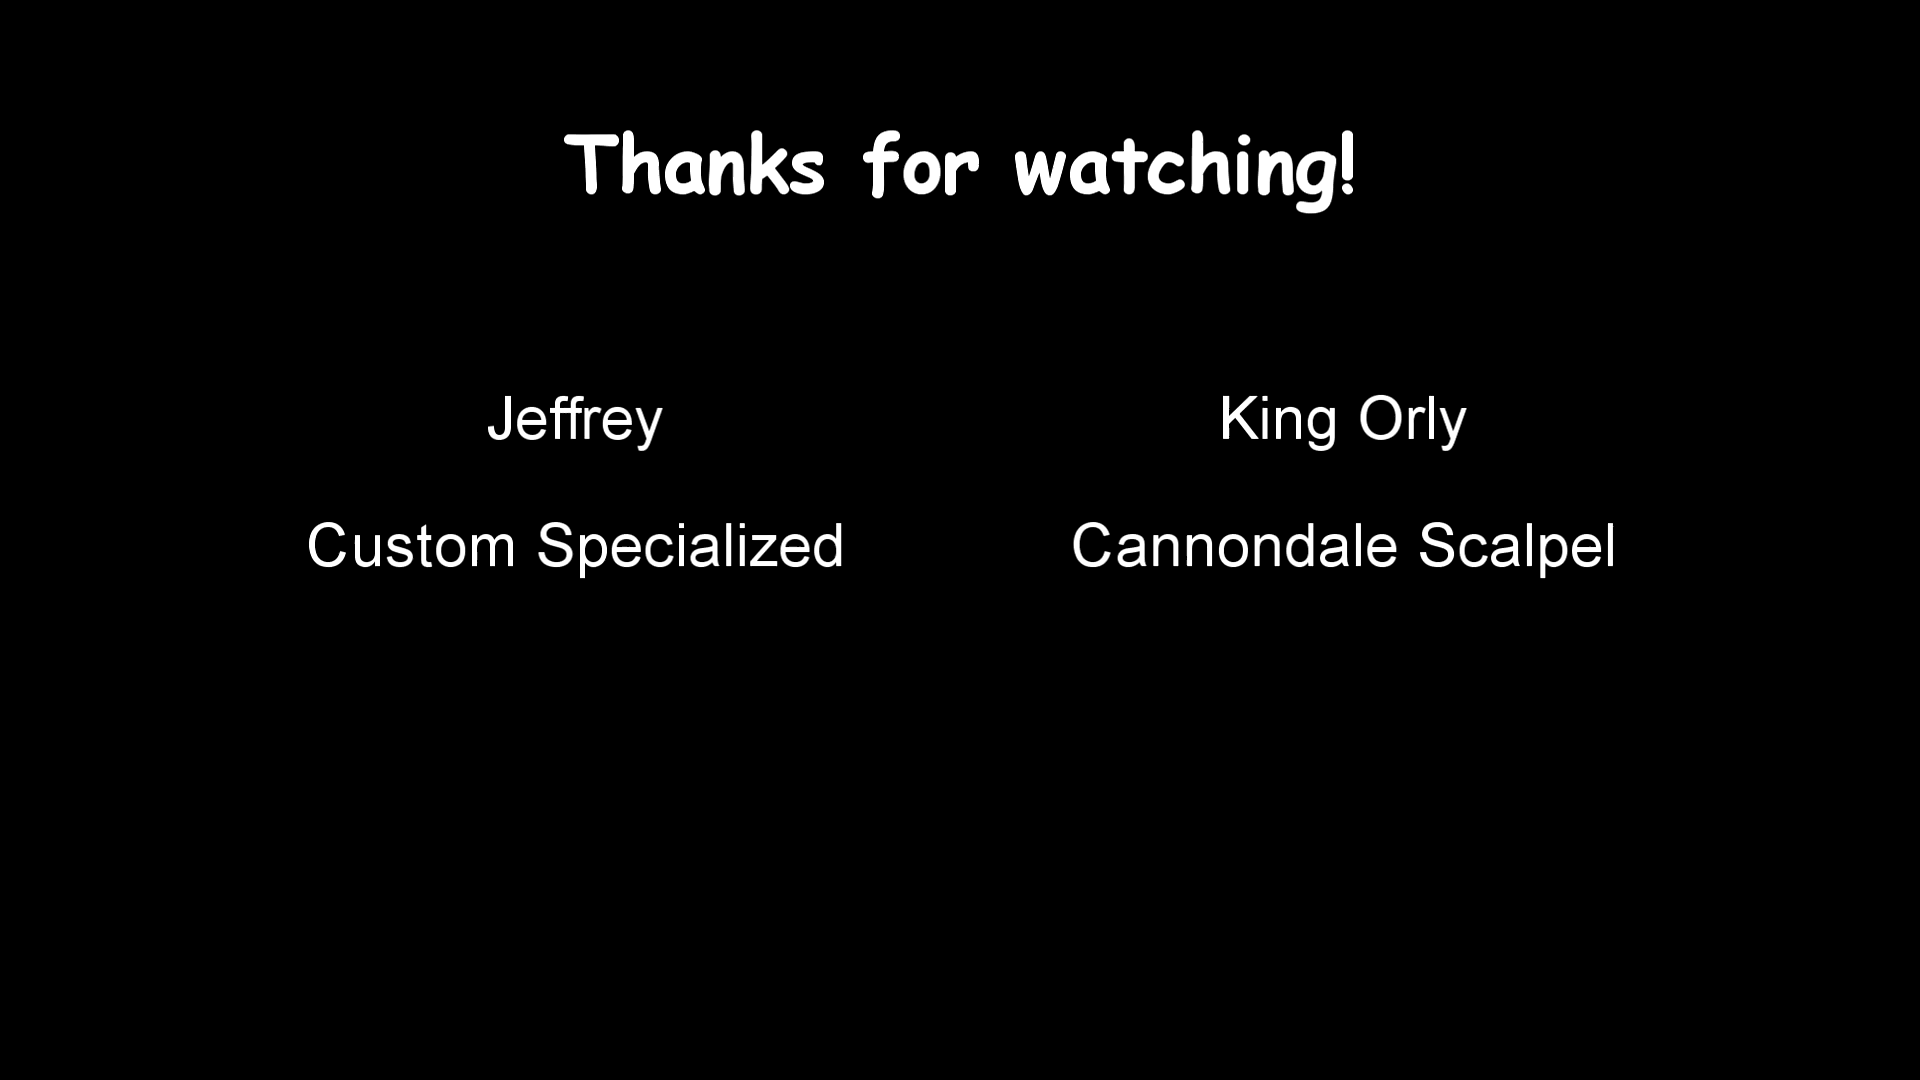 Thanks for watching!
Jeffrey
King Orly
Custom Specialized
Cannondale Scalpel